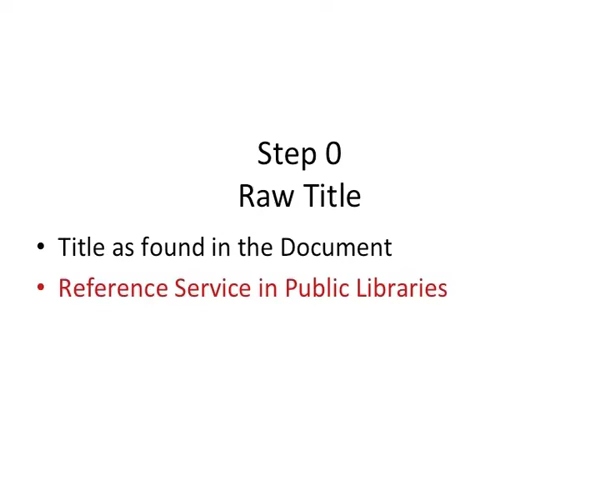 Step 0
Raw Title
• Title as found in the Document
• Reference Service in Public Libraries